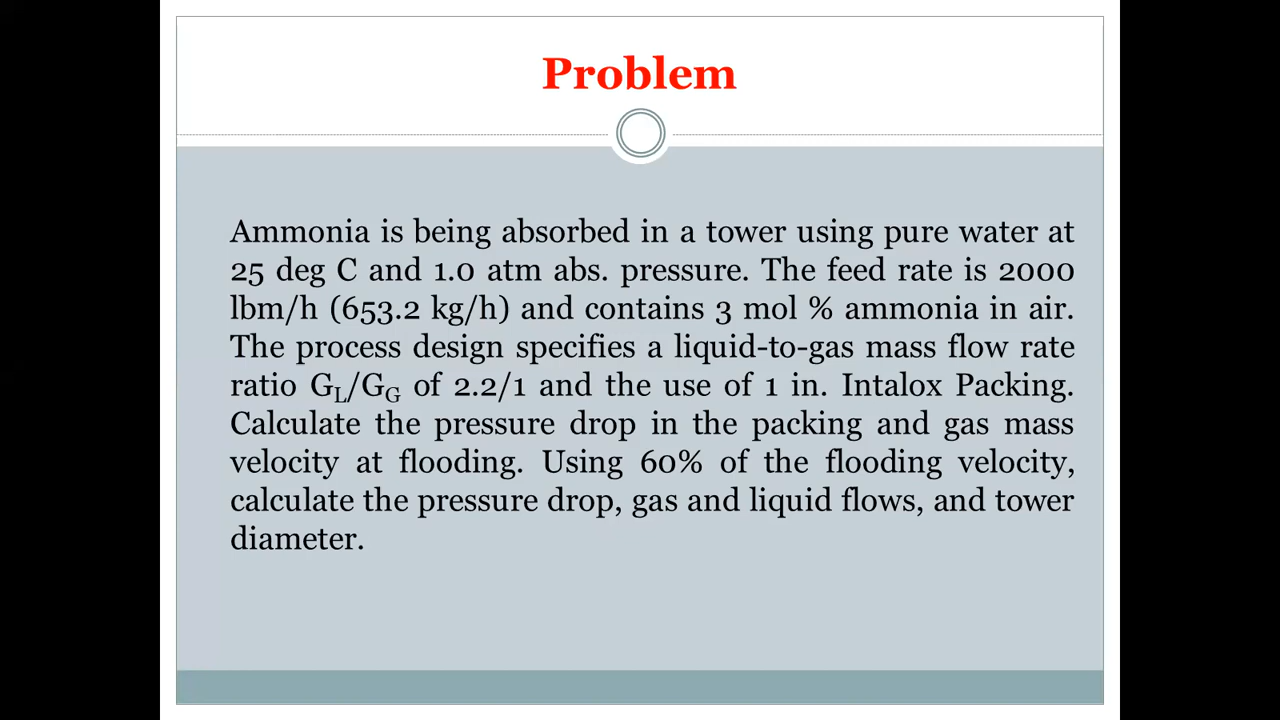 Problem
Ammonia is being absorbed in a tower using pure water at
25 deg C and 1.0 atm abs. pressure. The feed rate is 2000
lbm/h (653.2 kg/h) and contains 3 mol % ammonia in air.
The process design specifies a liquid-to-gas mass flow rate
ratio GL/GG of 2.2/1 and the use of 1 in. Intalox Packing.
Calculate the pressure drop in the packing and gas mass
velocity at flooding. Using 60% of the flooding velocity,
calculate the pressure drop, gas and liquid flows, and tower
diameter.